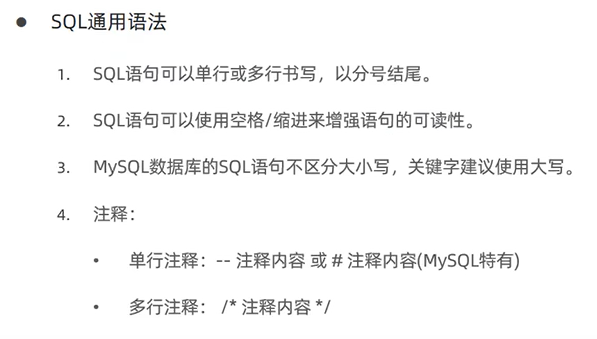 ● SQL通用语法
1. SQL语句可以单行或多行书写，以分号结尾。
2. SQL语句可以使用空格/缩进来增强语句的可读性。
3. MySQL数据库的SQL语句不区分大小写，关键字建议使用大写。
4. 注释：
• 单行注释：-- 注释内容 或 # 注释内容(MySQL特有)
• 多行注释： /* 注释内容 */